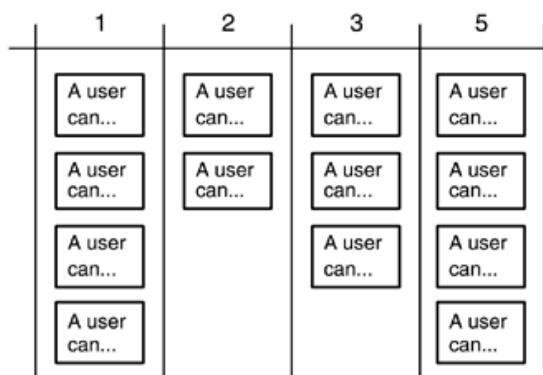 1 2 3 5
A user A user A user A user
can... can... can... can...
A user A user A user A user
can... can... can... can...
A user A user A user
can... can... can...
A user A user
can... can...